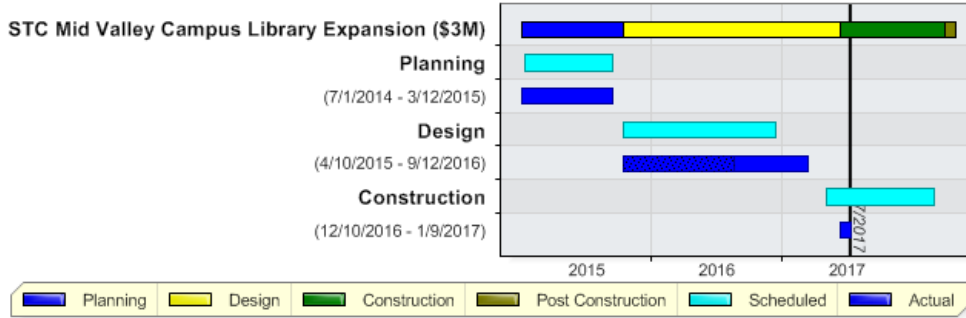 STC Mid Valley Campus Library Expansion ($3M)
Planning
(7/1/2014 - 3/12/2015)
Design
(4/10/2015 - 9/12/2016)
Construction
(12/10/2016 - 1/9/2017)
7/2017
2015 2016 2017
Planning Design Construction Post Construction Scheduled Actual